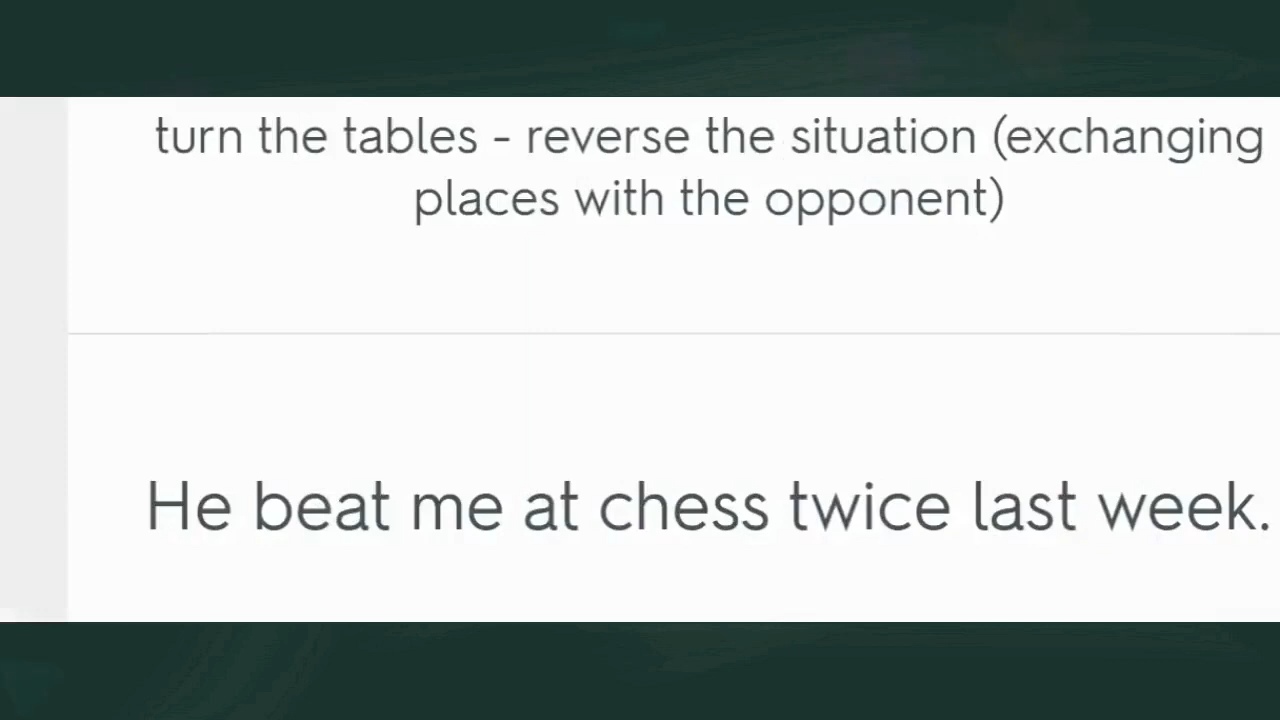 turn the tables - reverse the situation (exchanging
places with the opponent)
He beat me at chess twice last week.